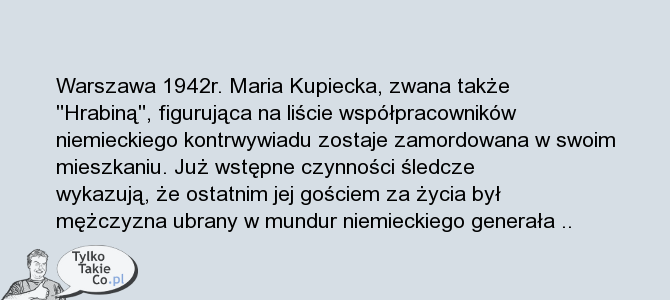 Warszawa 1942r. Maria Kupiecka, zwana także
"Hrabiną", figurująca na liście współpracowników
niemieckiego kontrwywiadu zostaje zamordowana w swoim
mieszkaniu. Już wstępne czynności śledcze
wykazują, że ostatnim jej gościem za życia był
mężczyzna ubrany w mundur niemieckiego generała ..
Tylko
Takie
Co.pl